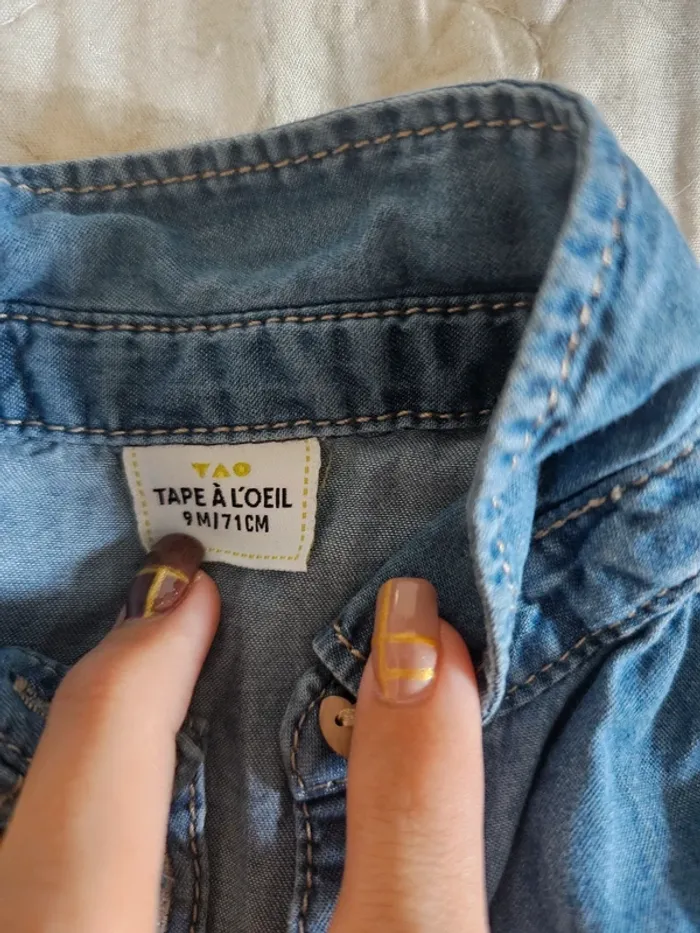 TAO
TAPE À L'OEIL
9M/71CM